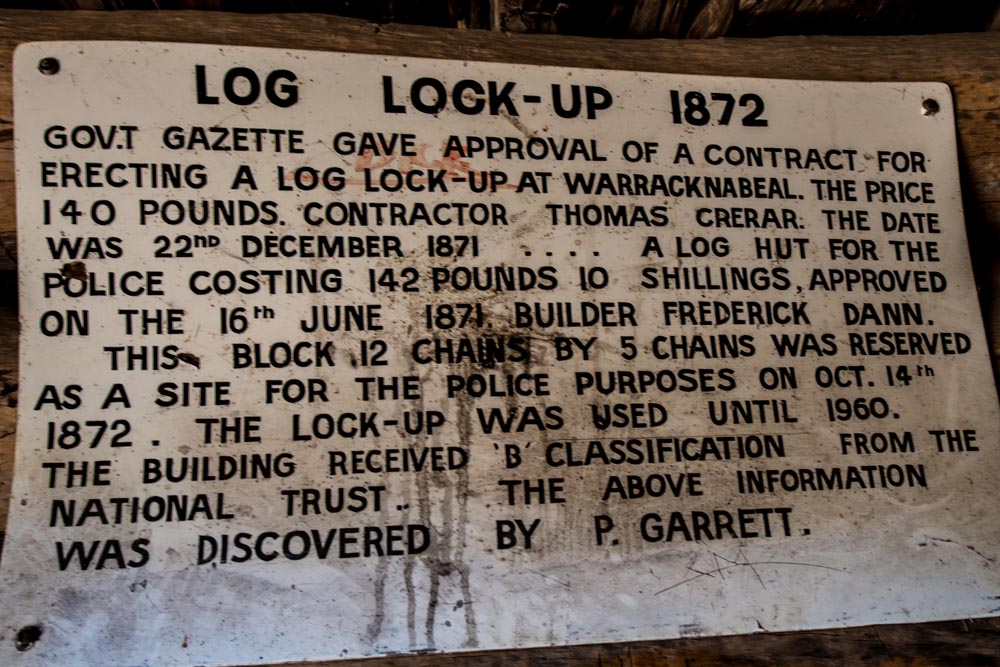 LOG LOCK-UP 1872
GOV.T GAZETTE GAVE APPROVAL OF A CONTRACT FOR
ERECTING A LOG LOCK-UP AT WARRACKNABEAL. THE PRICE
140 POUNDS. CONTRACTOR THOMAS CRERAR. THE DATE
WAS 22ND DECEMBER 1871 .... A LOG HUT FOR THE
POLICE COSTING 142 POUNDS 10 SHILLINGS, APPROVED
ON THE 16th JUNE 1871. BUILDER FREDERICK DANN.
THIS BLOCK 12 CHAINS BY 5 CHAINS WAS RESERVED
AS A SITE FOR THE POLICE PURPOSES ON OCT. 14th
1872. THE LOCK-UP WAS USED UNTIL 1960.
THE BUILDING RECEIVED 'B' CLASSIFICATION FROM THE
NATIONAL TRUST.. THE ABOVE INFORMATION
WAS DISCOVERED BY P. GARRETT.